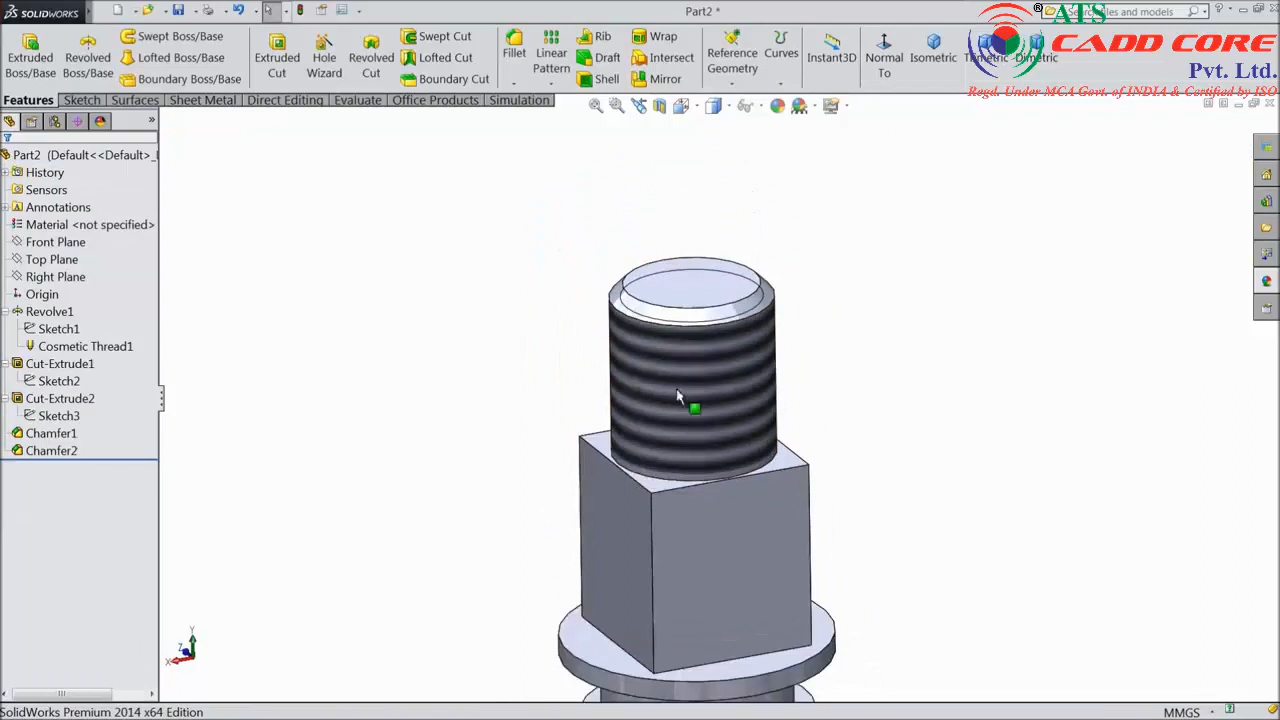 SOLIDWORKS
Part2 *
ATS
CADD CORE
Pvt. Ltd.
Regd. Under MCA Govt. of INDIA & Certified by ISO
Extruded Boss/Base
Revolved Boss/Base
Swept Boss/Base
Lofted Boss/Base
Boundary Boss/Base
Extruded Cut
Hole Wizard
Revolved Cut
Swept Cut
Lofted Cut
Boundary Cut
Fillet
Linear Pattern
Rib
Draft
Shell
Wrap
Intersect
Mirror
Reference Geometry
Curves
Instant3D
Normal To
Isometric
Features
Sketch
Surfaces
Sheet Metal
Direct Editing
Evaluate
Office Products
Simulation
Part2 (Default<<Default>_
History
Sensors
Annotations
Material <not specified>
Front Plane
Top Plane
Right Plane
Origin
Revolve1
Sketch1
Cosmetic Thread1
Cut-Extrude1
Sketch2
Cut-Extrude2
Sketch3
Chamfer1
Chamfer2
Y
Z
X
SolidWorks Premium 2014 x64 Edition
MMGS